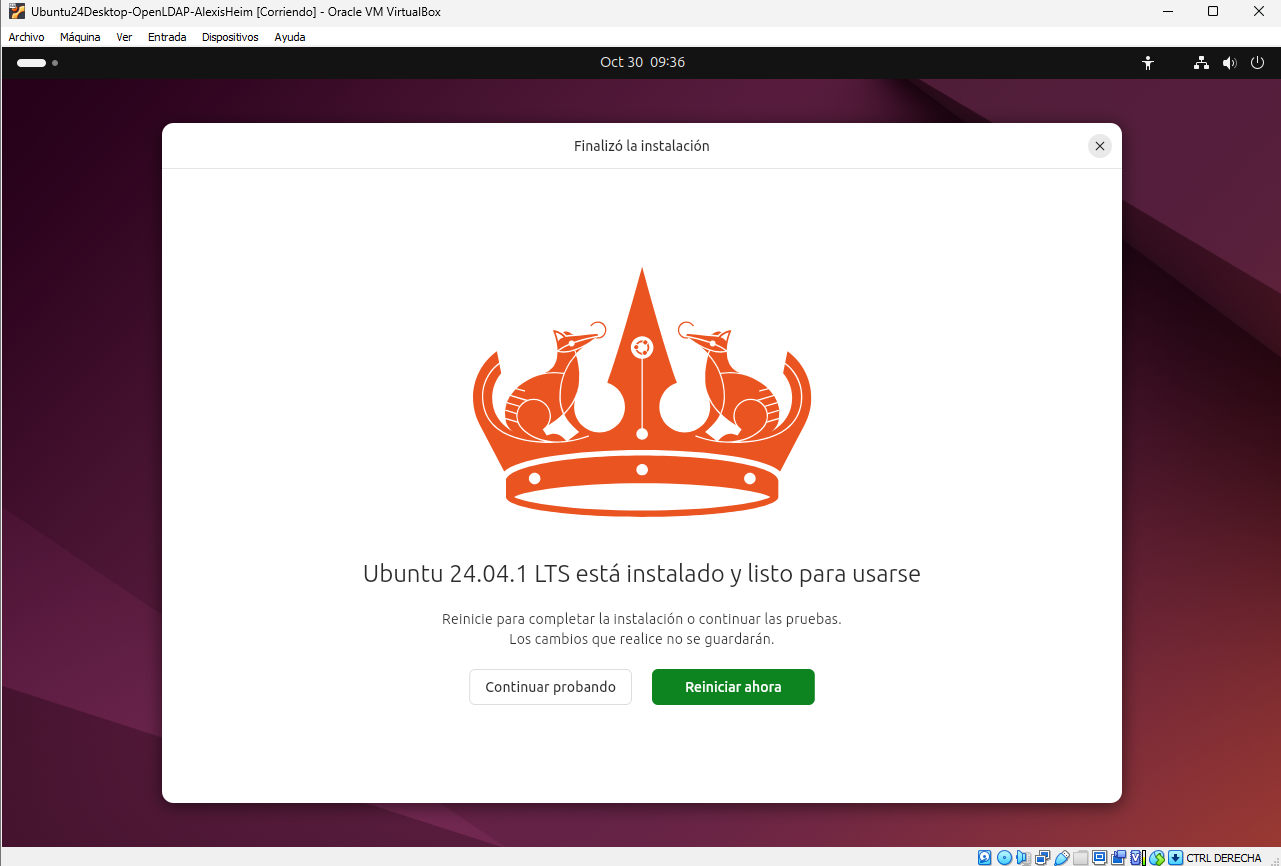 Ubuntu24Desktop-OpenLDAP-AlexisHeim [Corriendo] - Oracle VM VirtualBox
Archivo Máquina Ver Entrada Dispositivos Ayuda
Oct 30 09:36
Finalizó la instalación
Ubuntu 24.04.1 LTS está instalado y listo para usarse
Reinicie para completar la instalación o continuar las pruebas.
Los cambios que realice no se guardarán.
Continuar probando Reiniciar ahora
CTRL DERECHA